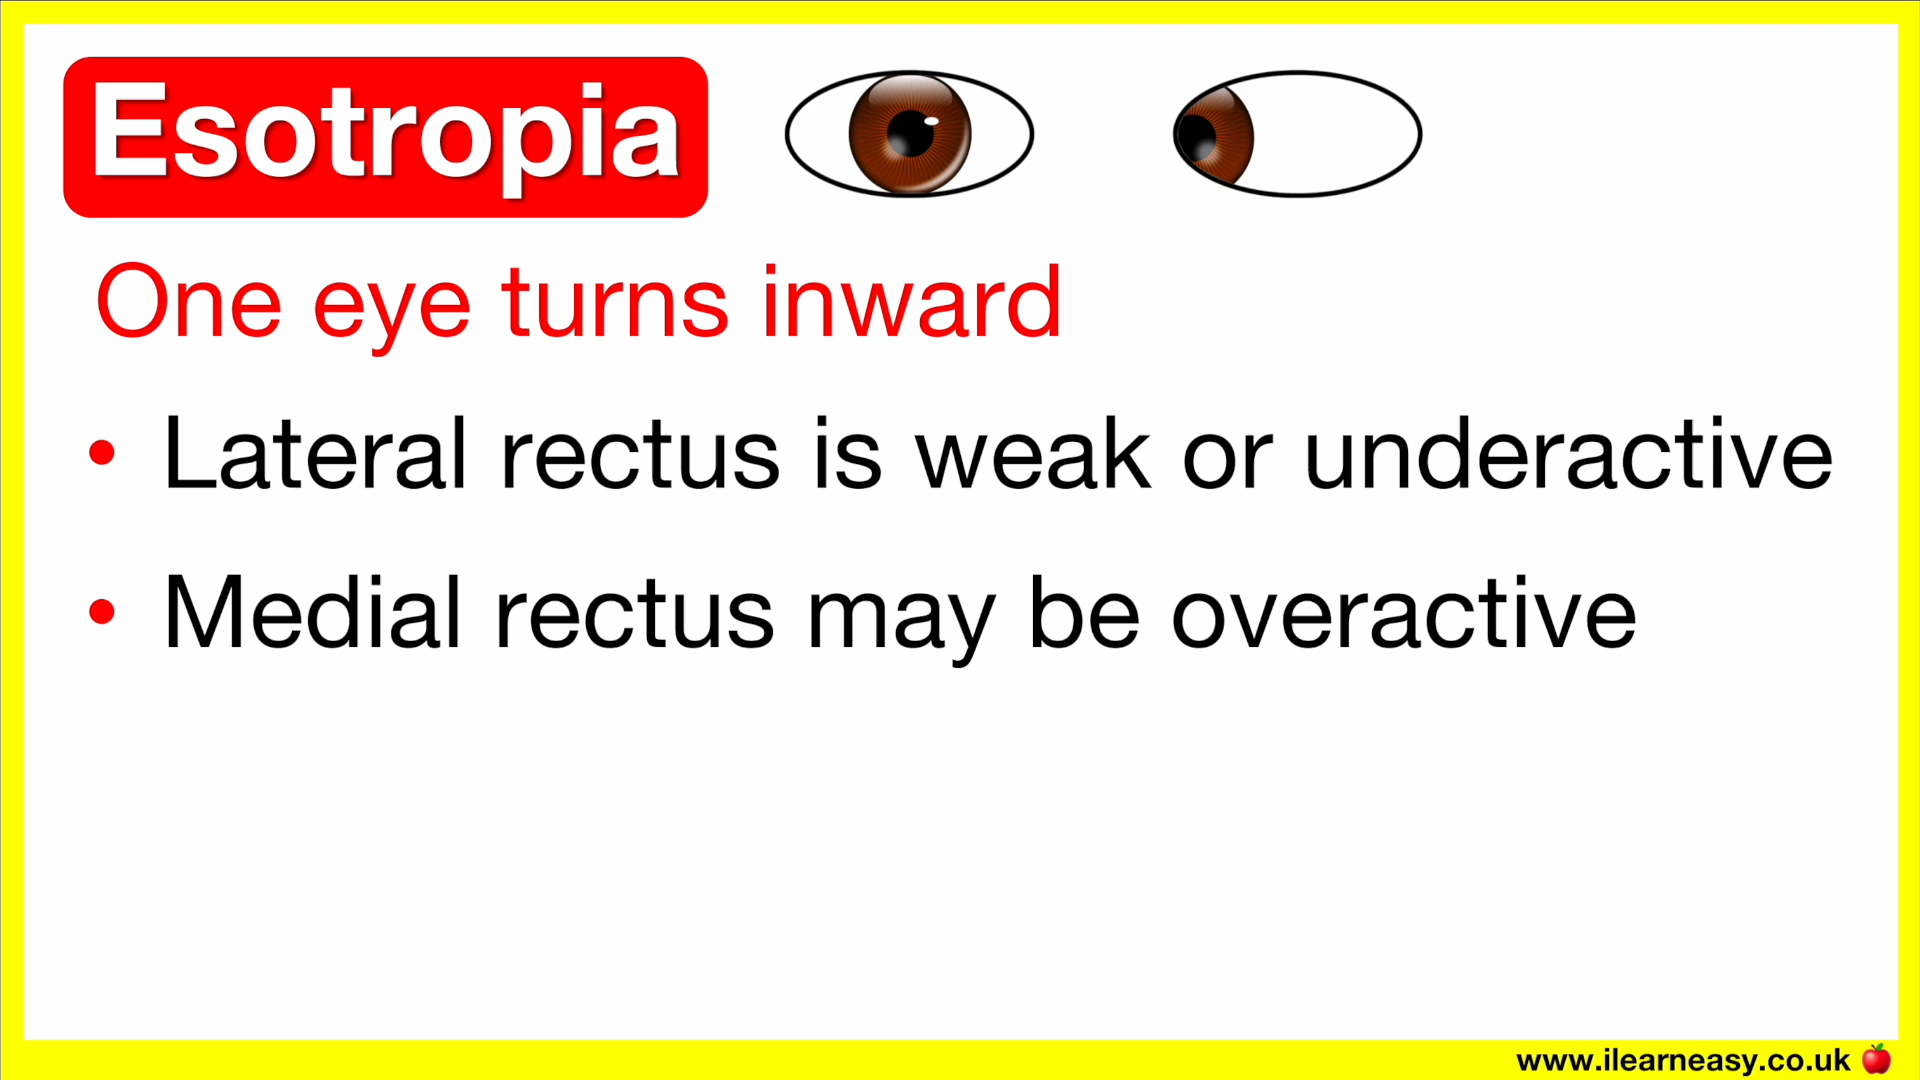 Esotropia
One eye turns inward
• Lateral rectus is weak or underactive
• Medial rectus may be overactive
www.ilearneasy.co.uk